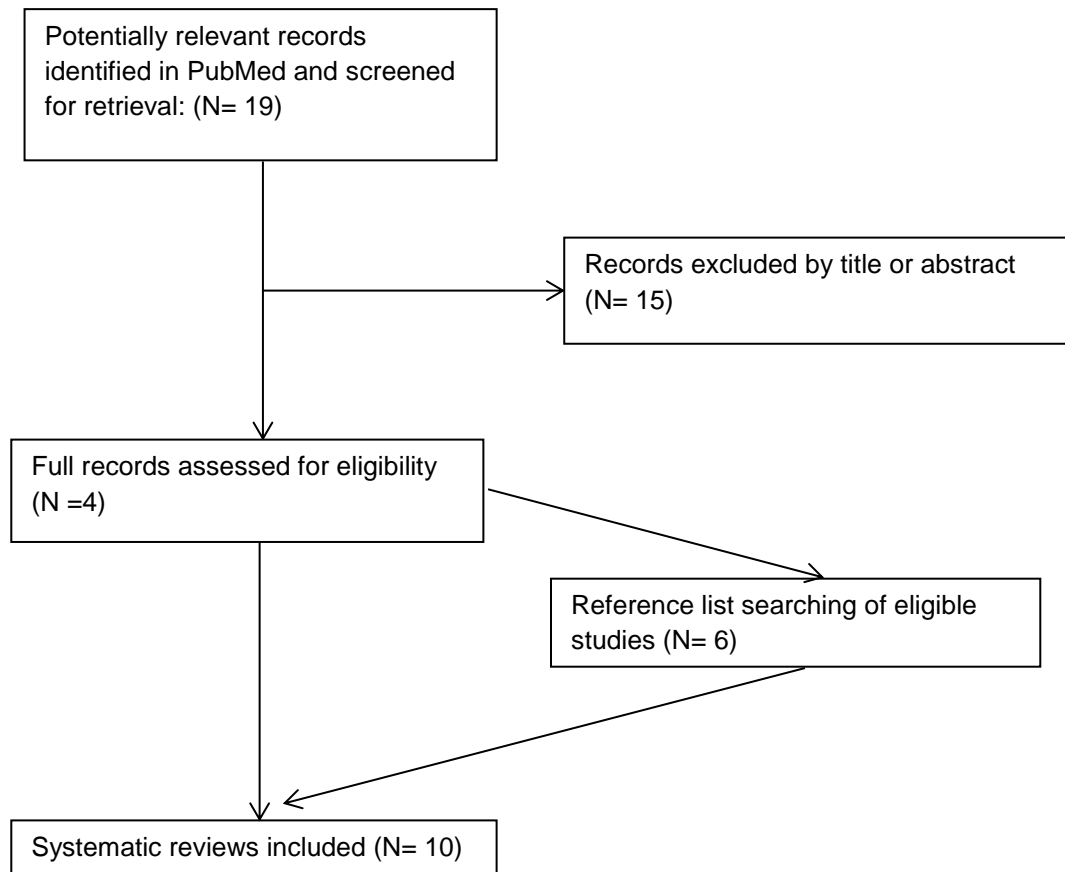 Potentially relevant records
identified in PubMed and screened
for retrieval: (N= 19)
Records excluded by title or abstract
(N= 15)
Full records assessed for eligibility
(N =4)
Reference list searching of eligible
studies (N= 6)
Systematic reviews included (N= 10)